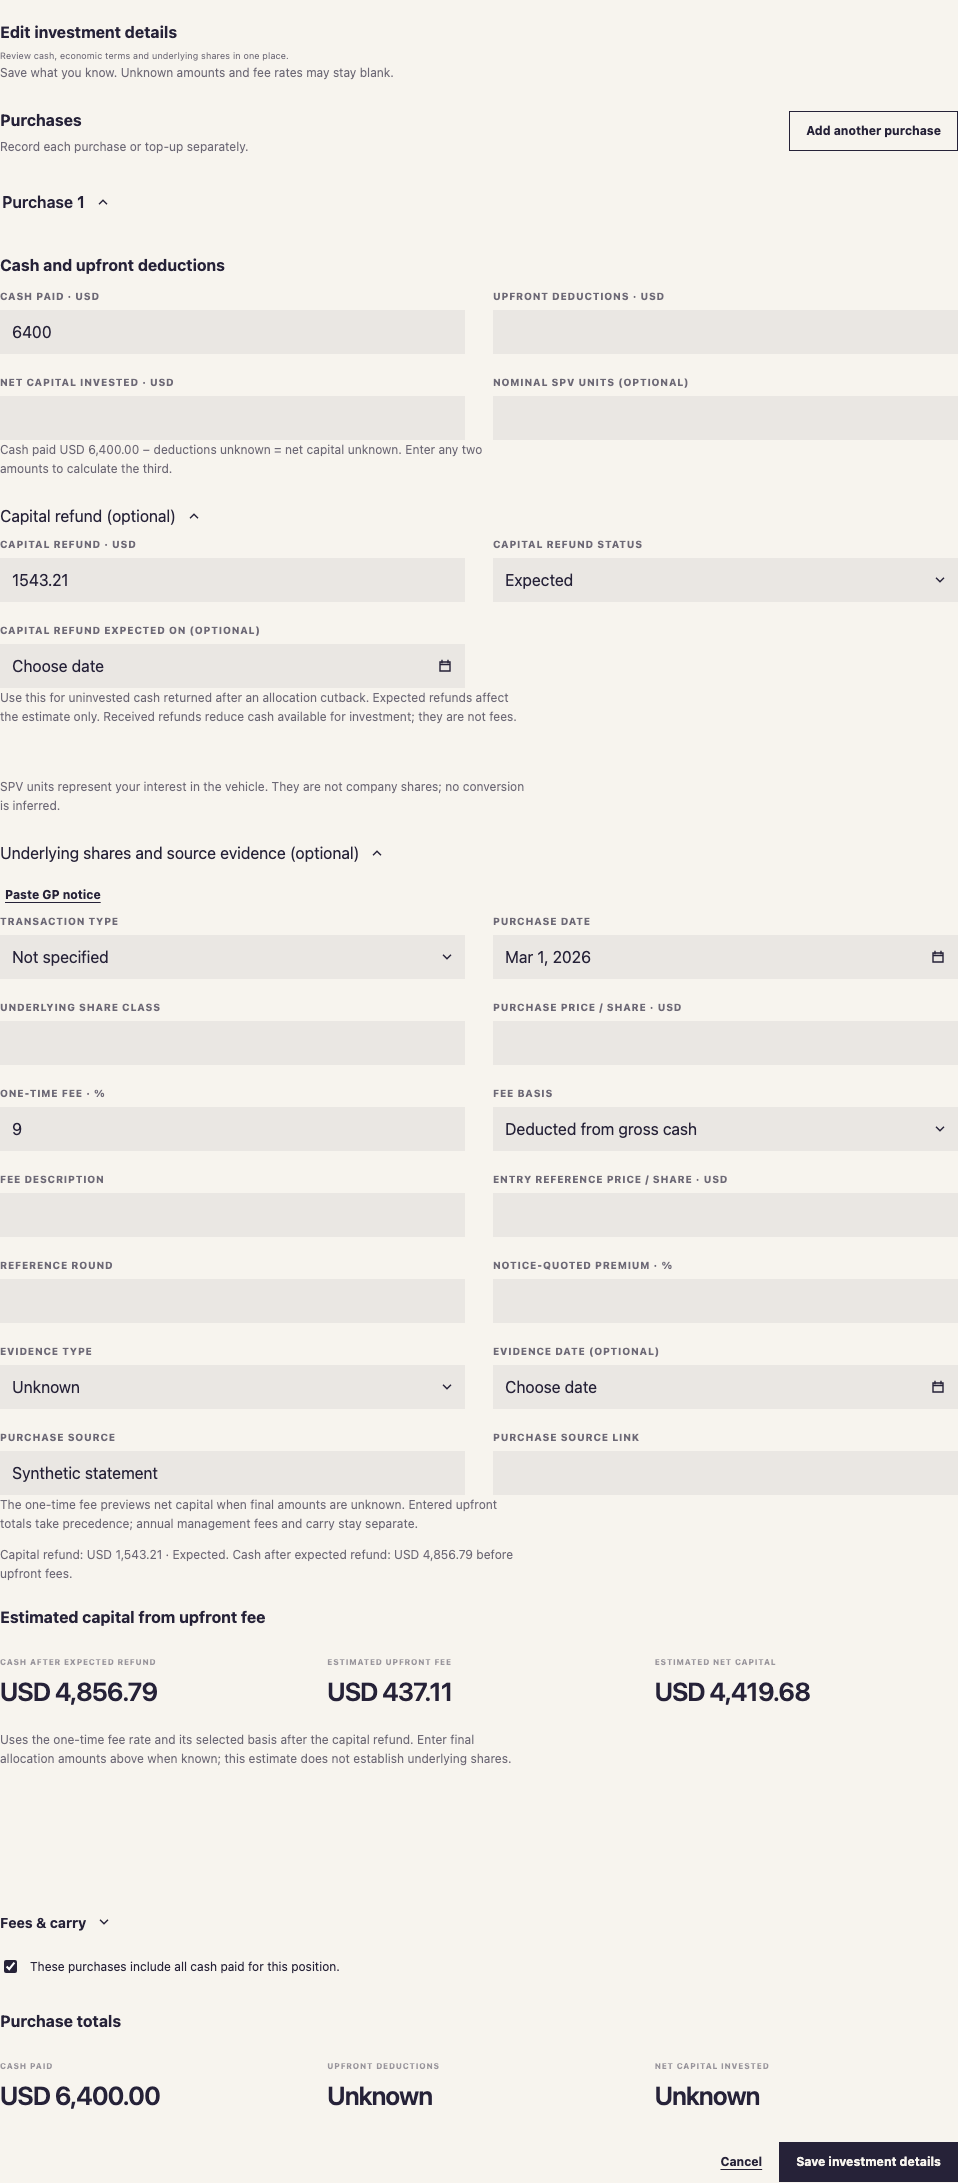 Edit investment details
Review cash, economic terms and underlying shares in one place.
Save what you know. Unknown amounts and fee rates may stay blank.
Purchases
Add another purchase
Record each purchase or top-up separately.
Purchase 1
Cash and upfront deductions
CASH PAID · USD
UPFRONT DEDUCTIONS · USD
6400
NET CAPITAL INVESTED · USD
NOMINAL SPV UNITS (OPTIONAL)
Cash paid USD 6,400.00 − deductions unknown = net capital unknown. Enter any two
amounts to calculate the third.
Capital refund (optional)
CAPITAL REFUND · USD
CAPITAL REFUND STATUS
1543.21
Expected
CAPITAL REFUND EXPECTED ON (OPTIONAL)
Choose date
Use this for uninvested cash returned after an allocation cutback. Expected refunds affect
the estimate only. Received refunds reduce cash available for investment; they are not fees.
SPV units represent your interest in the vehicle. They are not company shares; no conversion
is inferred.
Underlying shares and source evidence (optional)
Paste GP notice
TRANSACTION TYPE
PURCHASE DATE
Not specified
Mar 1, 2026
UNDERLYING SHARE CLASS
PURCHASE PRICE / SHARE · USD
ONE-TIME FEE · %
FEE BASIS
9
Deducted from gross cash
FEE DESCRIPTION
ENTRY REFERENCE PRICE / SHARE · USD
REFERENCE ROUND
NOTICE-QUOTED PREMIUM · %
EVIDENCE TYPE
EVIDENCE DATE (OPTIONAL)
Unknown
Choose date
PURCHASE SOURCE
PURCHASE SOURCE LINK
Synthetic statement
The one-time fee previews net capital when final amounts are unknown. Entered upfront
totals take precedence; annual management fees and carry stay separate.
Capital refund: USD 1,543.21 · Expected. Cash after expected refund: USD 4,856.79 before
upfront fees.
Estimated capital from upfront fee
CASH AFTER EXPECTED REFUND
ESTIMATED UPFRONT FEE
ESTIMATED NET CAPITAL
USD 4,856.79
USD 437.11
USD 4,419.68
Uses the one-time fee rate and its selected basis after the capital refund. Enter final
allocation amounts above when known; this estimate does not establish underlying shares.
Fees & carry
These purchases include all cash paid for this position.
Purchase totals
CASH PAID
UPFRONT DEDUCTIONS
NET CAPITAL INVESTED
USD 6,400.00
Unknown
Unknown
Cancel
Save investment details